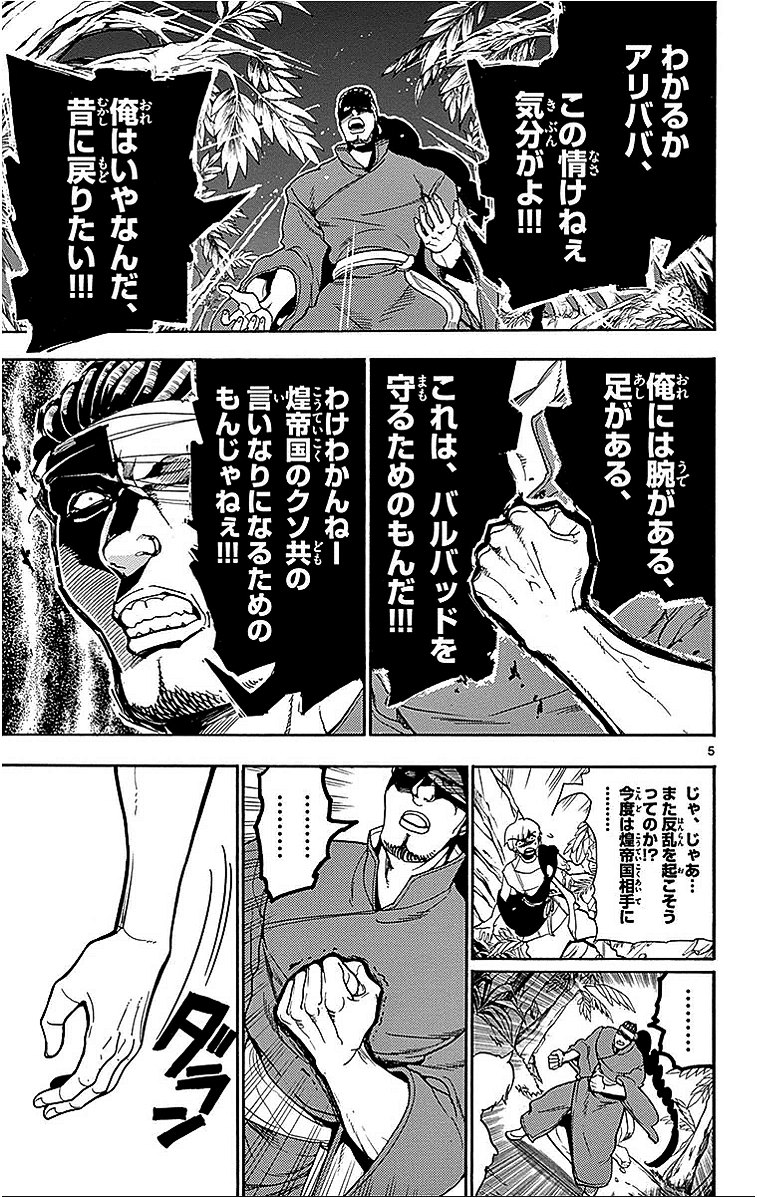 わかるか
アリババ、
この情けねぇ
気分がよ!!!
俺はいやなんだ、
昔に戻りたい!!!
俺には腕がある、
足がある、
これは、バルバッドを
守るためのもんだ!!!
わけわかんねー
煌帝国のクソ共の
言いなりになるための
もんじゃねぇ!!!
5
じゃ、じゃあ…
また反乱を起こそう
ってのか!?
今度は煌帝国相手に
………
………
………
ダラン